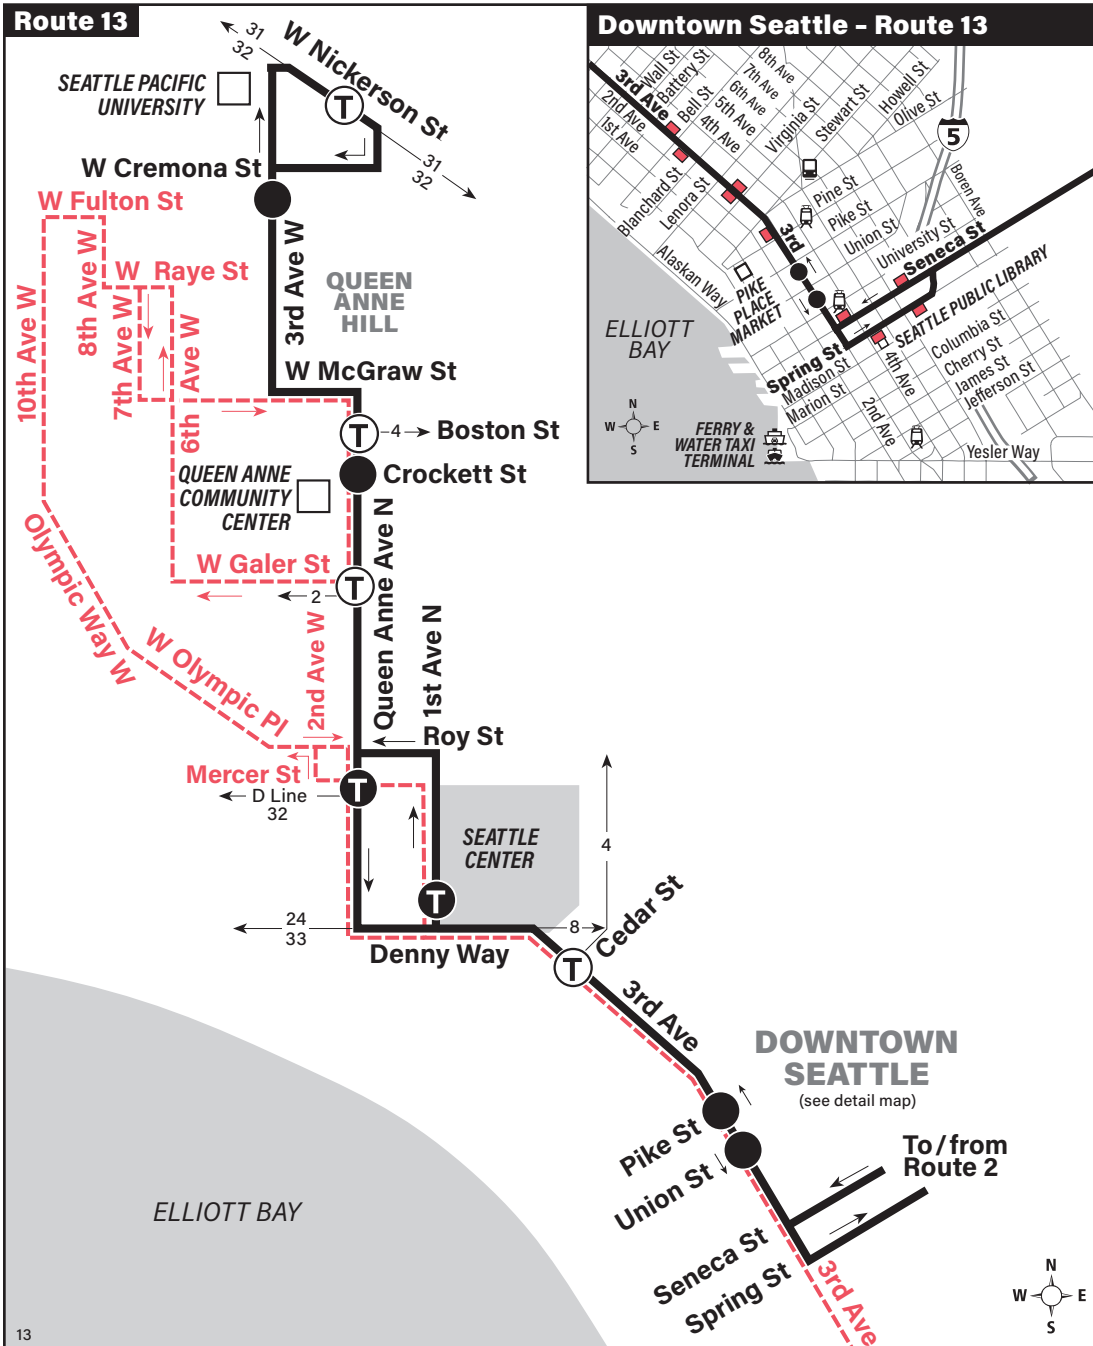 Route 13
31
32
W Nickerson St
SEATTLE PACIFIC
UNIVERSITY
T
W Cremona St
31
32
W Fulton St
8th Ave W
W Raye St
10th Ave W
7th Ave W
6th Ave W
3rd Ave W
QUEEN
ANNE
HILL
W McGraw St
T
4
Boston St
Crockett St
QUEEN ANNE
COMMUNITY
CENTER
W Galer St
T
2
Queen Anne Ave N
1st Ave N
Olympic Way W
W Olympic Pl
2nd Ave W
Roy St
Mercer St
T
D Line
32
SEATTLE
CENTER
4
T
24
33
8
Denny Way
Cedar St
T
3rd Ave
DOWNTOWN
SEATTLE
(see detail map)
Pike St
Union St
To/from
Route 2
Seneca St
Spring St
3rd Ave
ELLIOTT BAY
N
W
E
S
13
Downtown Seattle – Route 13
3rd Ave
Wall St
Battery St
Bell St
2nd Ave
1st Ave
8th Ave
7th Ave
6th Ave
5th Ave
4th Ave
Virginia St
Stewart St
Howell St
Olive St
5
Blanchard St
Lenora St
Alaskan Way
Pine St
Pike St
Union St
University St
Seneca St
Boren Ave
3rd
PIKE
PLACE
MARKET
SEATTLE PUBLIC LIBRARY
ELLIOTT
BAY
Spring St
Madison St
Marion St
4th Ave
2nd Ave
Columbia St
Cherry St
James St
Jefferson St
Yesler Way
N
W
E
S
FERRY &
WATER TAXI
TERMINAL